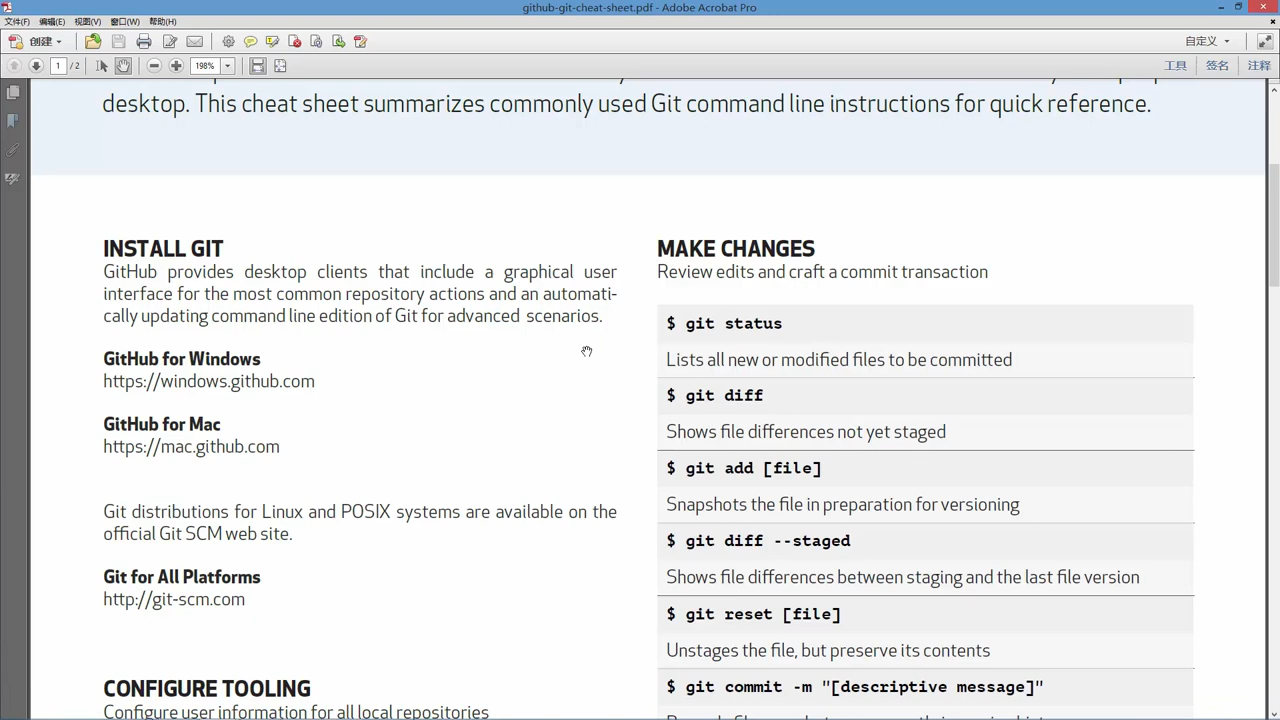 github-git-cheat-sheet.pdf - Adobe Acrobat Pro
文件(F) 编辑(E) 视图(V) 窗口(W) 帮助(H)
创建
自定义
1 / 2
198%
工具 签名 注释
desktop. This cheat sheet summarizes commonly used Git command line instructions for quick reference.
INSTALL GIT
GitHub provides desktop clients that include a graphical user
interface for the most common repository actions and an automati-
cally updating command line edition of Git for advanced scenarios.
GitHub for Windows
https://windows.github.com
GitHub for Mac
https://mac.github.com
Git distributions for Linux and POSIX systems are available on the
official Git SCM web site.
Git for All Platforms
http://git-scm.com
CONFIGURE TOOLING
Configure user information for all local repositories
MAKE CHANGES
Review edits and craft a commit transaction
$ git status
Lists all new or modified files to be committed
$ git diff
Shows file differences not yet staged
$ git add [file]
Snapshots the file in preparation for versioning
$ git diff --staged
Shows file differences between staging and the last file version
$ git reset [file]
Unstages the file, but preserve its contents
$ git commit -m "[descriptive message]"